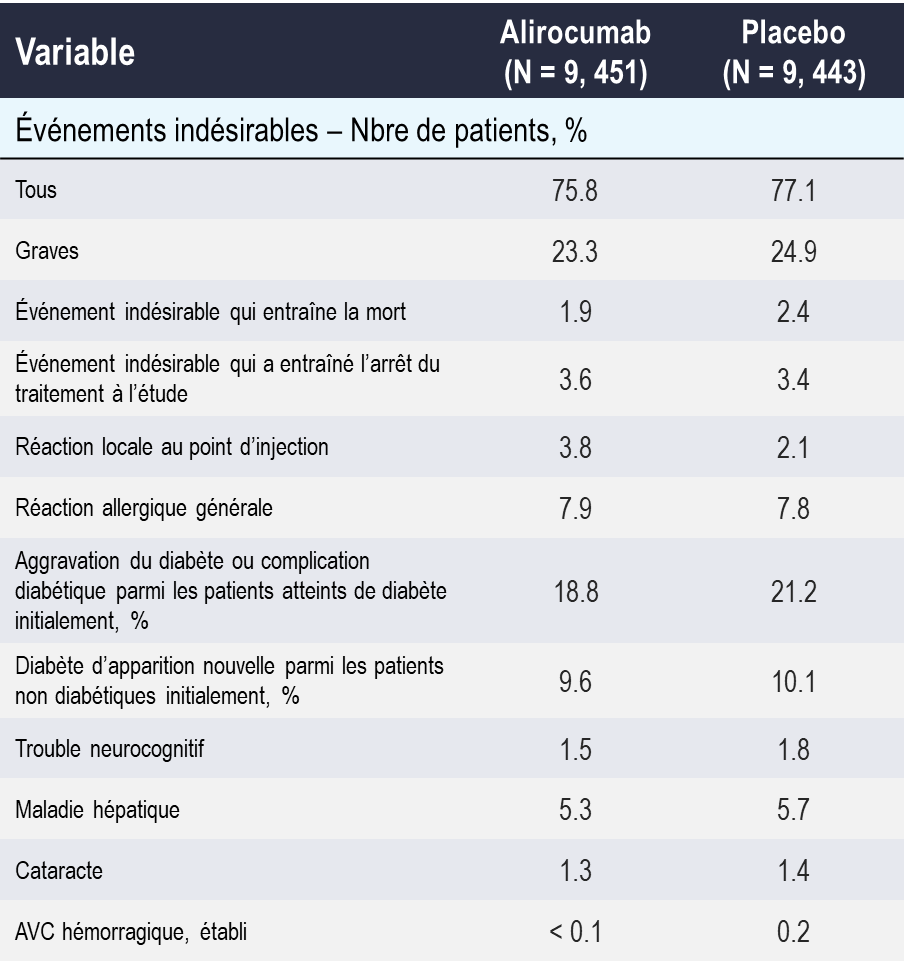 Variable
Alirocumab
(N = 9, 451)
Placebo
(N = 9, 443)
Événements indésirables – Nbre de patients, %
Tous 75.8 77.1
Graves 23.3 24.9
Événement indésirable qui entraîne la mort 1.9 2.4
Événement indésirable qui a entraîné l’arrêt du
traitement à l’étude
3.6 3.4
Réaction locale au point d’injection 3.8 2.1
Réaction allergique générale 7.9 7.8
Aggravation du diabète ou complication
diabétique parmi les patients atteints de diabète
initialement, %
18.8 21.2
Diabète d’apparition nouvelle parmi les patients
non diabétiques initialement, %
9.6 10.1
Trouble neurocognitif 1.5 1.8
Maladie hépatique 5.3 5.7
Cataracte 1.3 1.4
AVC hémorragique, établi < 0.1 0.2